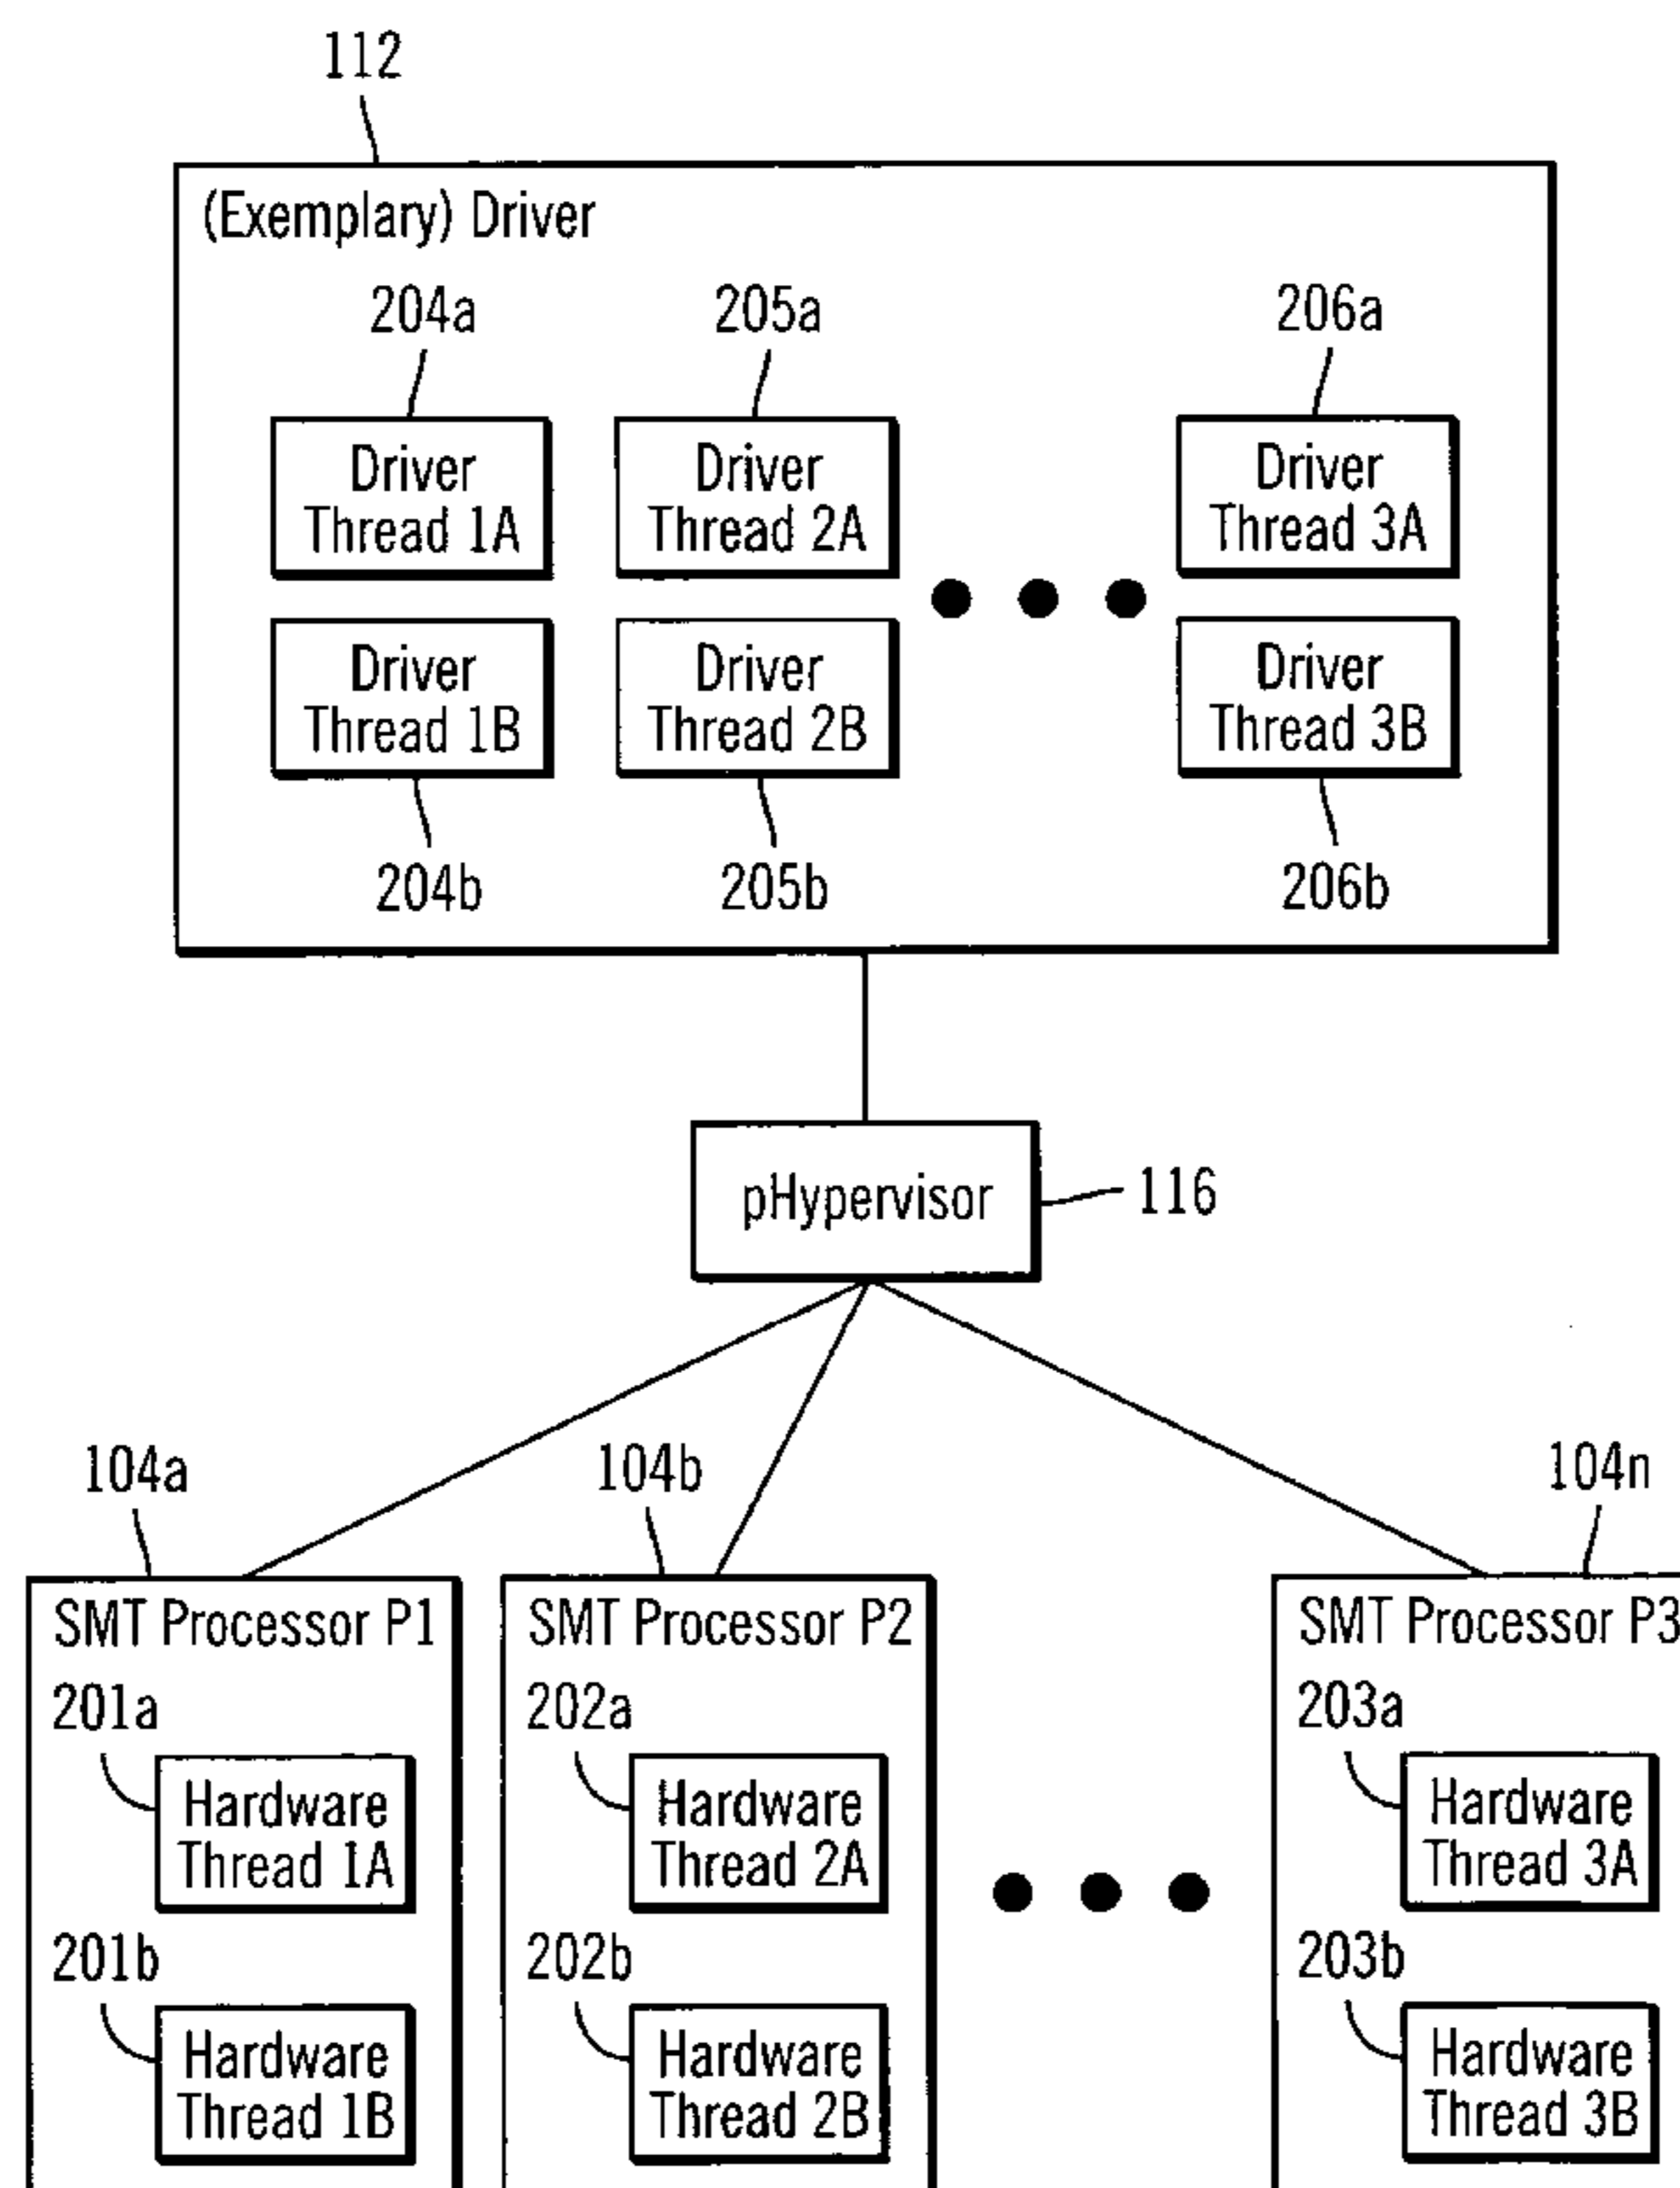 112
(Exemplary) Driver
204a 205a 206a
Driver Thread 1A
Driver Thread 2A
Driver Thread 3A
Driver Thread 1B
Driver Thread 2B
Driver Thread 3B
204b 205b 206b
pHypervisor
116
104a 104b 104n
SMT Processor P1
201a
Hardware
Thread 1A
201b
Hardware
Thread 1B
SMT Processor P2
202a
Hardware
Thread 2A
202b
Hardware
Thread 2B
SMT Processor P3
203a
Hardware
Thread 3A
203b
Hardware
Thread 3B